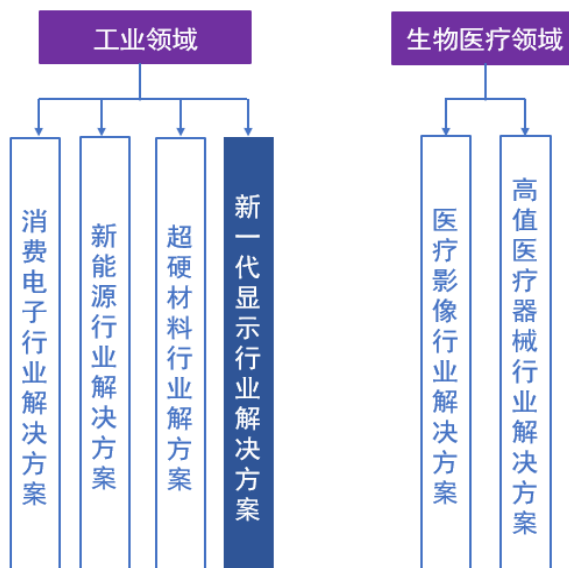 工业领域
生物医疗领域
消费电子行业解决方案
新能源行业解决方案
超硬材料行业解方案
新一代显示行业解决方案
医疗影像行业解决方案
高值医疗器械行业解决方案